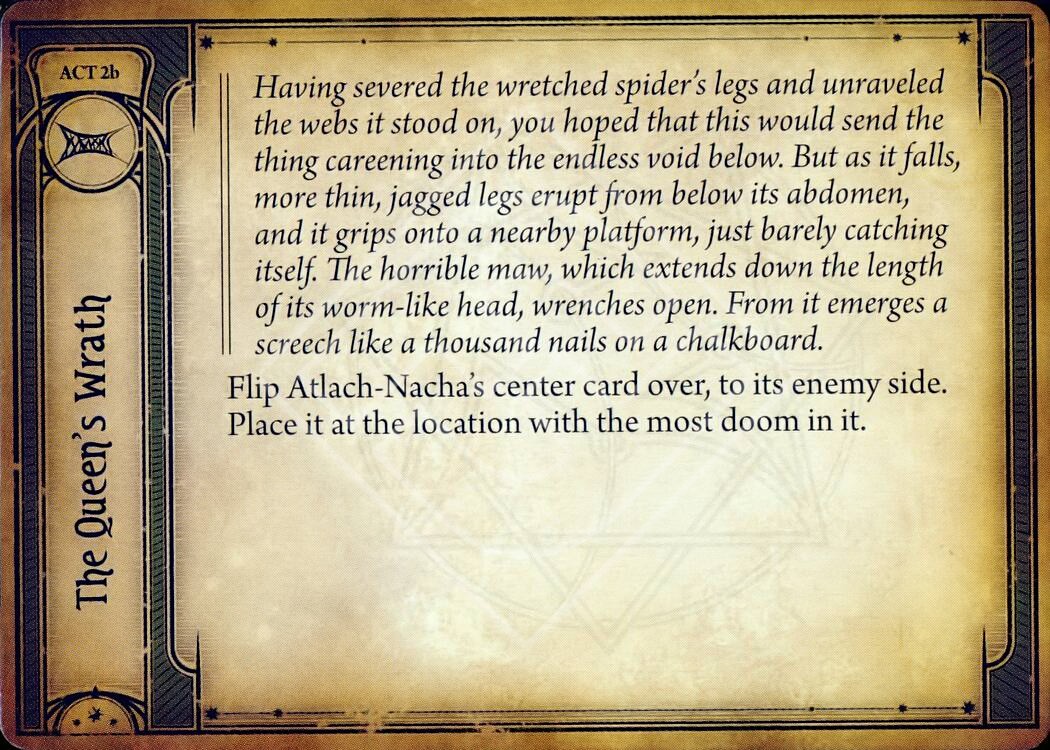 ACT 2b
The Queen's Wrath
Having severed the wretched spider's legs and unraveled
the webs it stood on, you hoped that this would send the
thing careening into the endless void below. But as it falls,
more thin, jagged legs erupt from below its abdomen,
and it grips onto a nearby platform, just barely catching
itself. The horrible maw, which extends down the length
of its worm-like head, wrenches open. From it emerges a
screech like a thousand nails on a chalkboard.
Flip Atlach-Nacha's center card over, to its enemy side.
Place it at the location with the most doom in it.